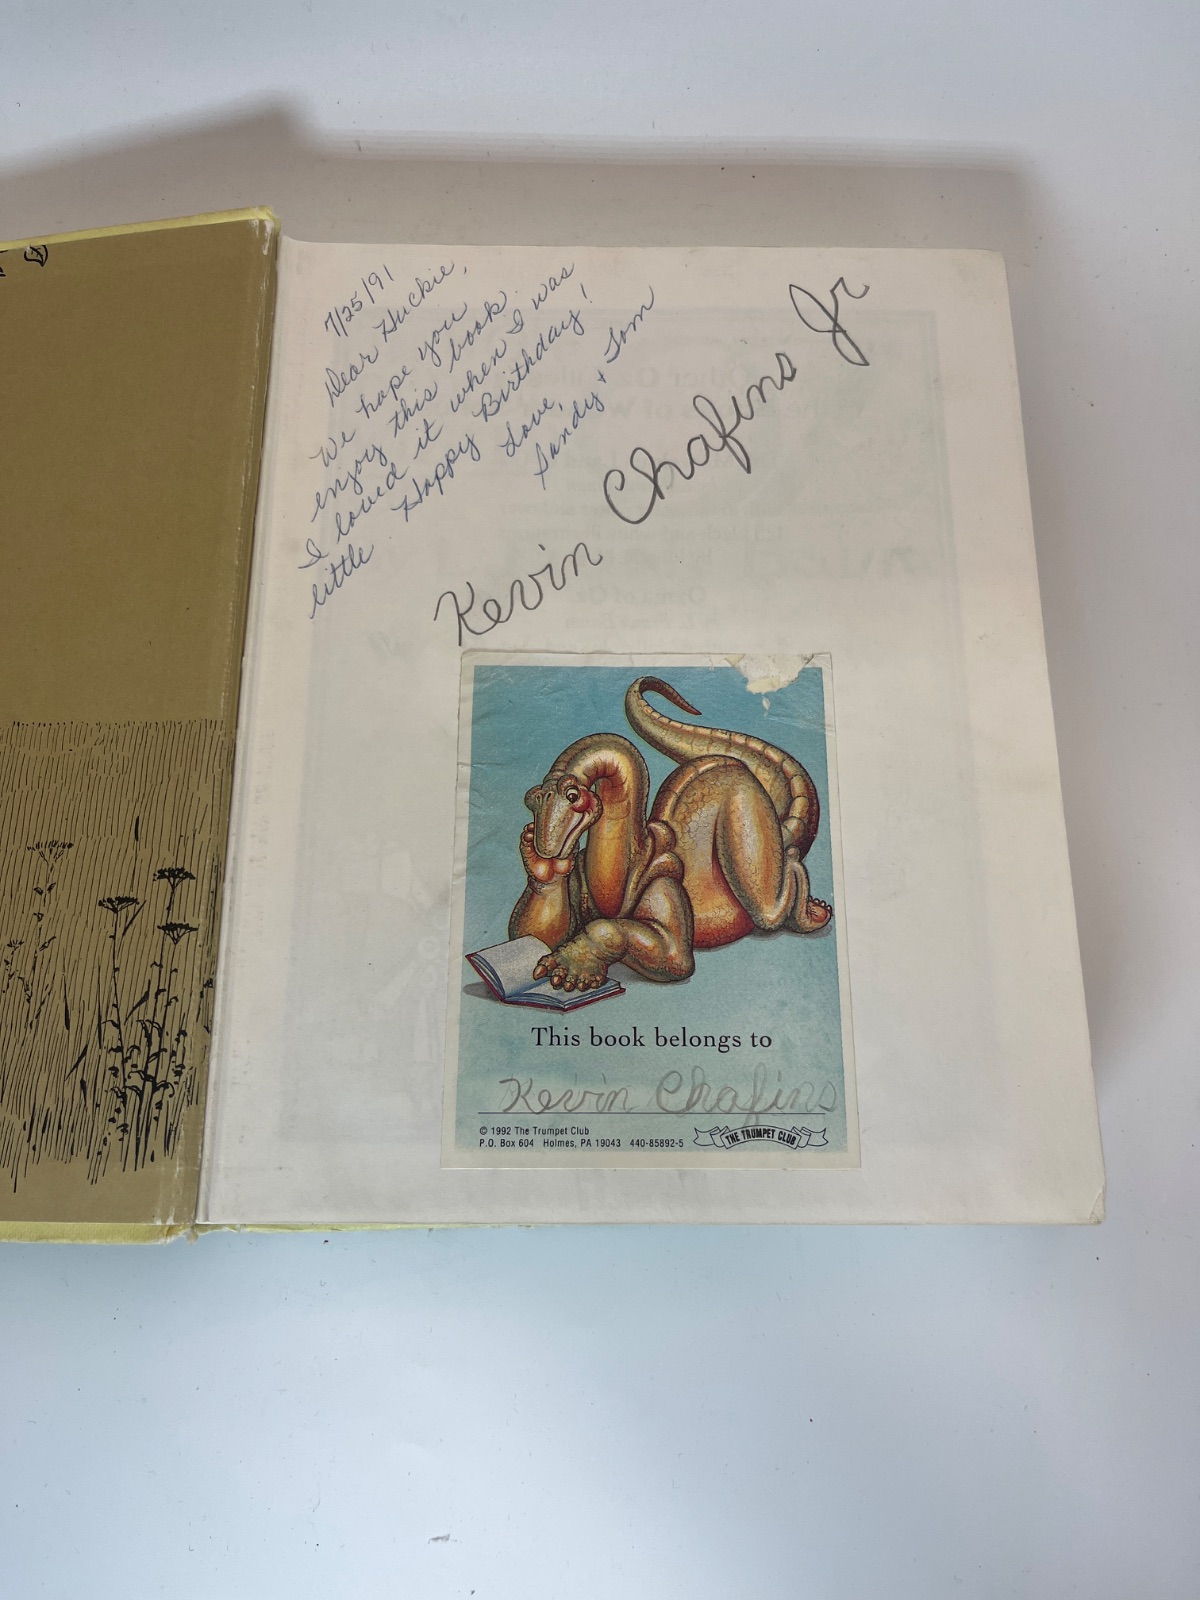 7/25/91
Dear Huckie,
We hope you
enjoy this book.
I loved it when I was
little. Happy Birthday!
Love,
Sandy + Tom
Kevin Chafins Jr
This book belongs to
Kevin Chafins
© 1992 The Trumpet Club
P.O. Box 604 Holmes, PA 19043 440-85892-5
THE TRUMPET CLUB